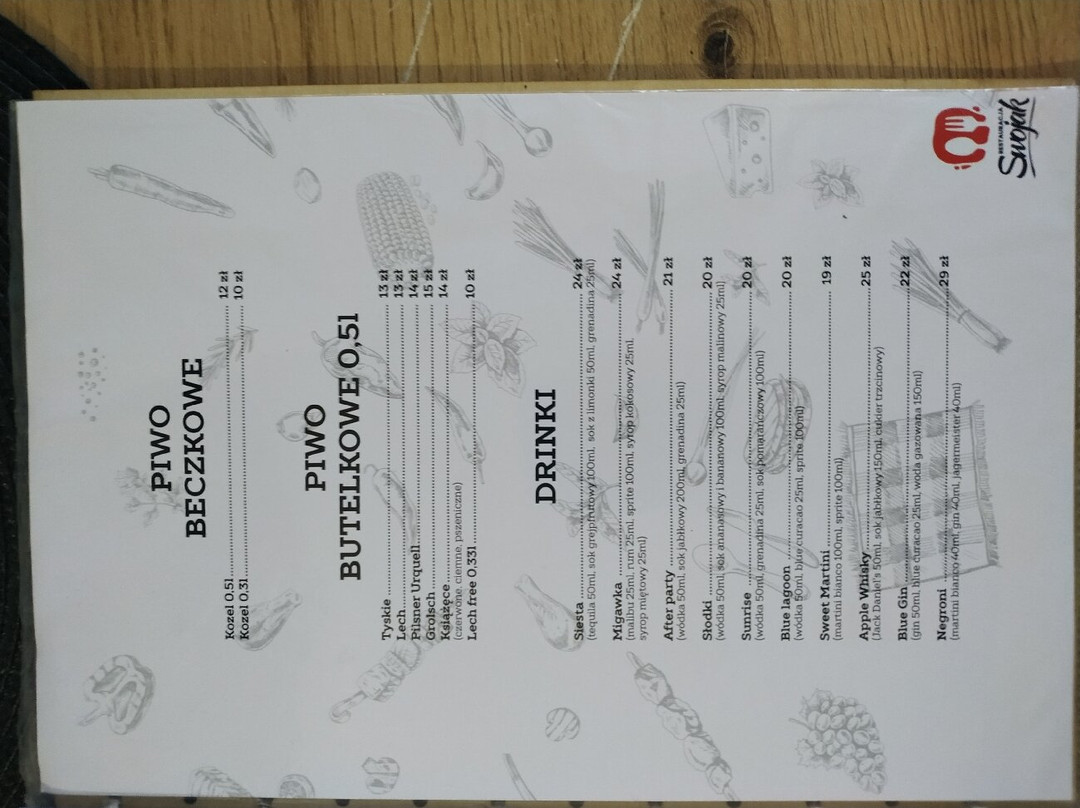 RESTAURACJA
Swojak
PIWO
BECZKOWE
Kozel 0,5l 12 zł
Kozel 0,3l 10 zł
PIWO
BUTELKOWE 0,5l
Tyskie 13 zł
Lech 13 zł
Pilsner Urquell 14 zł
Grolsch 15 zł
Książęce 14 zł
(czerwone, ciemne, pszeniczne)
Lech free 0,33l 10 zł
DRINKI
Siesta 24 zł
(tequila 50ml, sok grejpfrutowy 100ml, sok z limonki 50ml, grenadina 25ml)
Migawka 24 zł
(malibu 25ml, rum 25ml, sprite 100ml, syrop kokosowy 25ml,
syrop miętowy 25ml)
After party 21 zł
(wódka 50ml, sok jabłkowy 200ml, grenadina 25ml)
Słodki 20 zł
(wódka 50ml, sok ananasowy i bananowy 100ml, syrop malinowy 25ml)
Sunrise 20 zł
(wódka 50ml, grenadina 25ml, sok pomarańczowy 100ml)
Blue lagoon 20 zł
(wódka 50ml, blue curacao 25ml, sprite 100ml)
Sweet Martini 19 zł
(martini bianco 100ml, sprite 100ml)
Apple Whisky 25 zł
(Jack Daniel's 50ml, sok jabłkowy 150ml, cukier trzcinowy)
Blue Gin 22 zł
(gin 50ml, blue curacao 25ml, woda gazowana 150ml)
Negroni 29 zł
(martini bianco 40ml, gin 40ml, jagermeister 40ml)